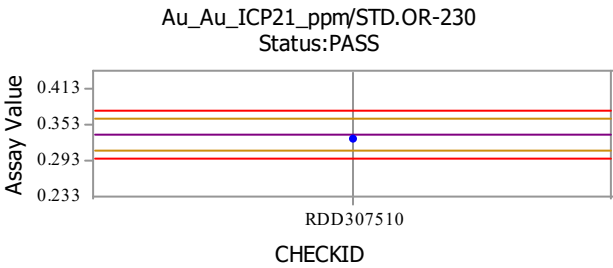 Au_Au_ICP21_ppm/STD.OR-230
Status:PASS
Assay Value
0.413
0.353
0.293
0.233
RDD307510
CHECKID